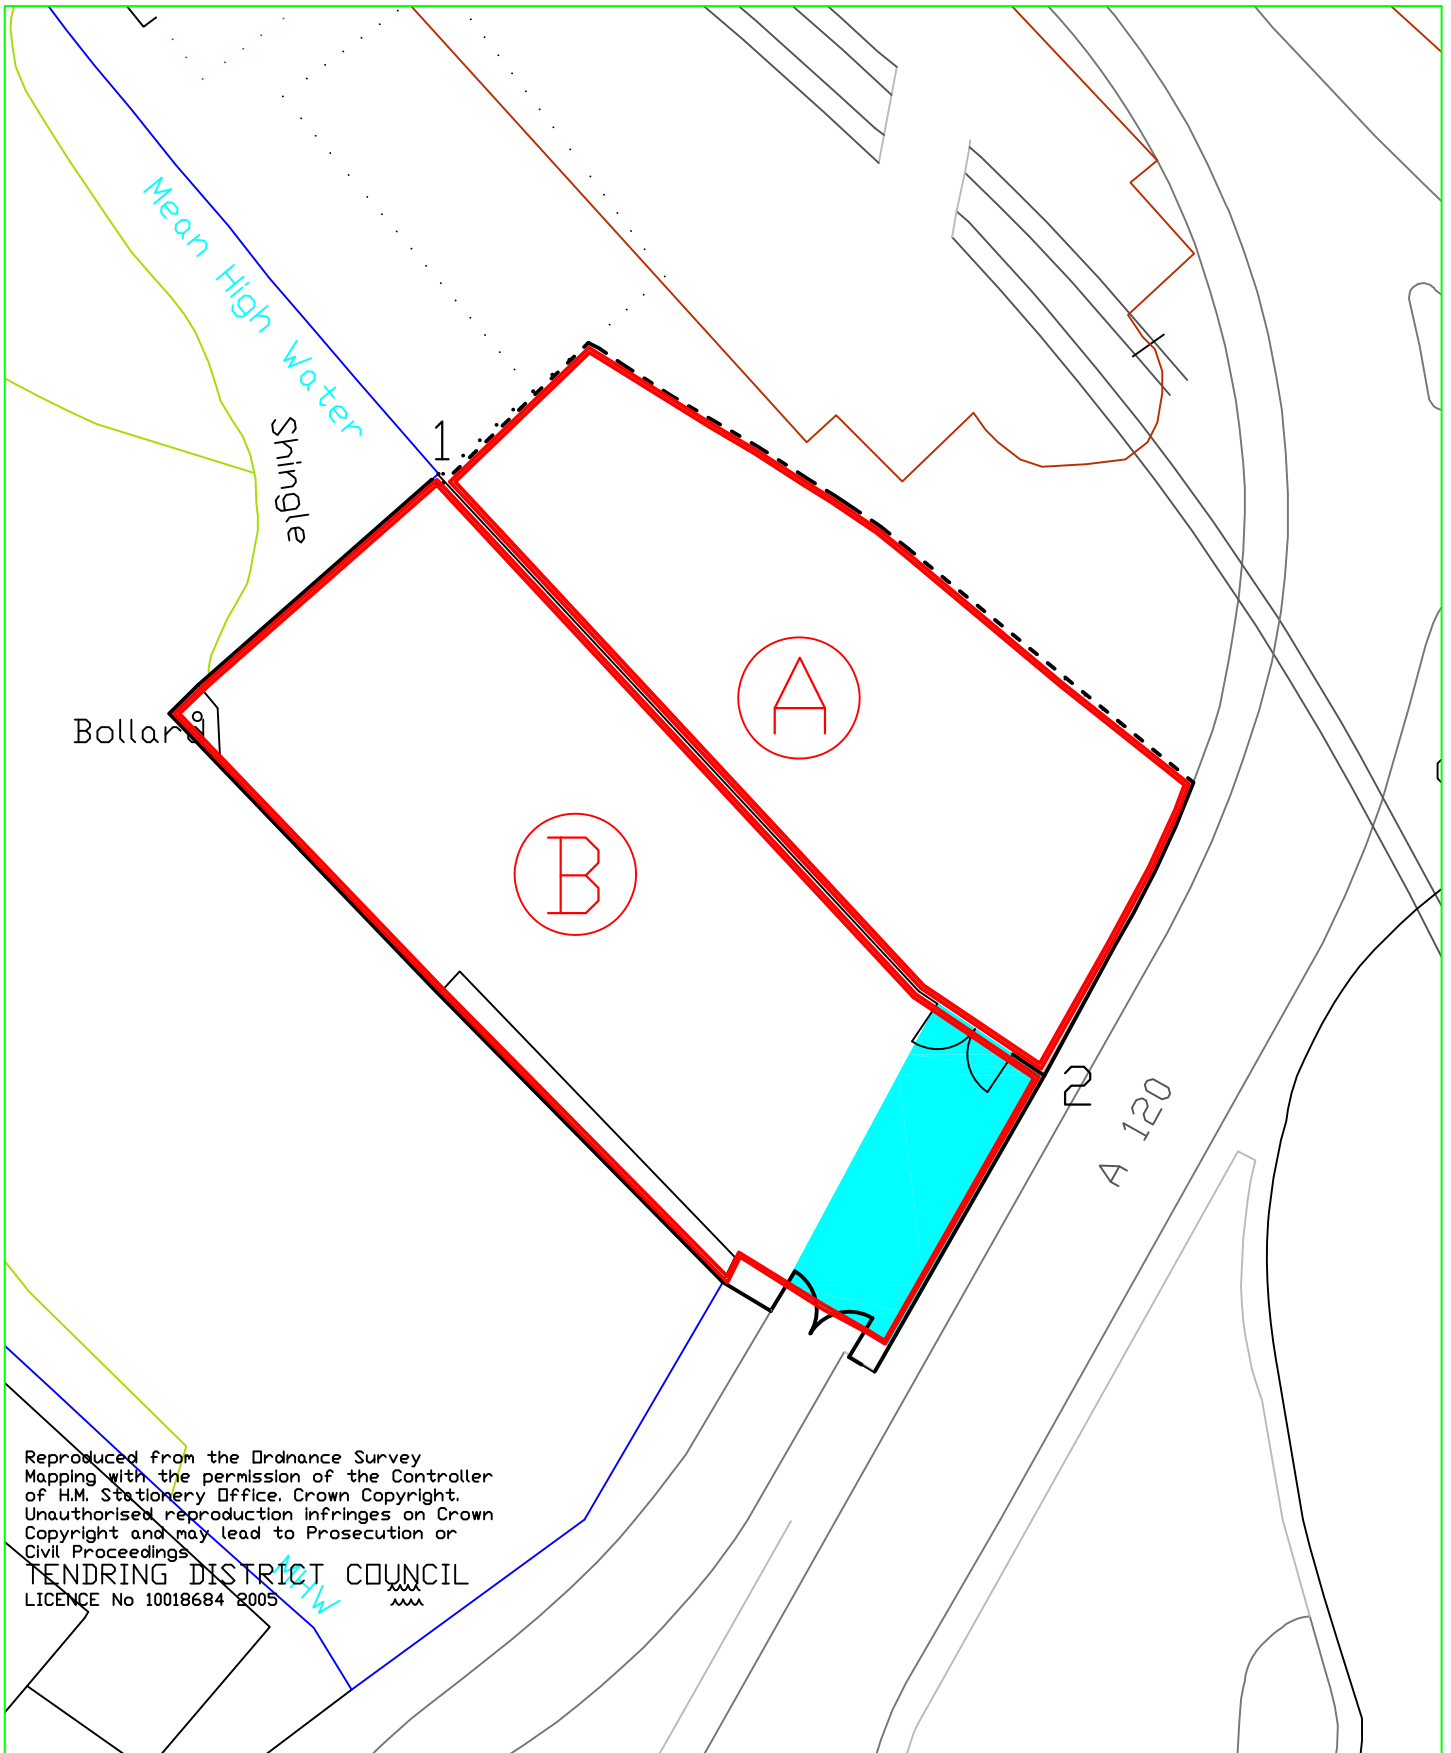 Mean High Water
1
Shingle
A
Bollard
B
2
A 120
Reproduced from the Ordnance Survey
Mapping with the permission of the Controller
of H.M. Stationery Office. Crown Copyright.
Unauthorised reproduction infringes on Crown
Copyright and may lead to Prosecution or
Civil Proceedings
TENDRING DISTRICT COUNCIL
LICENCE No 10018684 2005
MHW